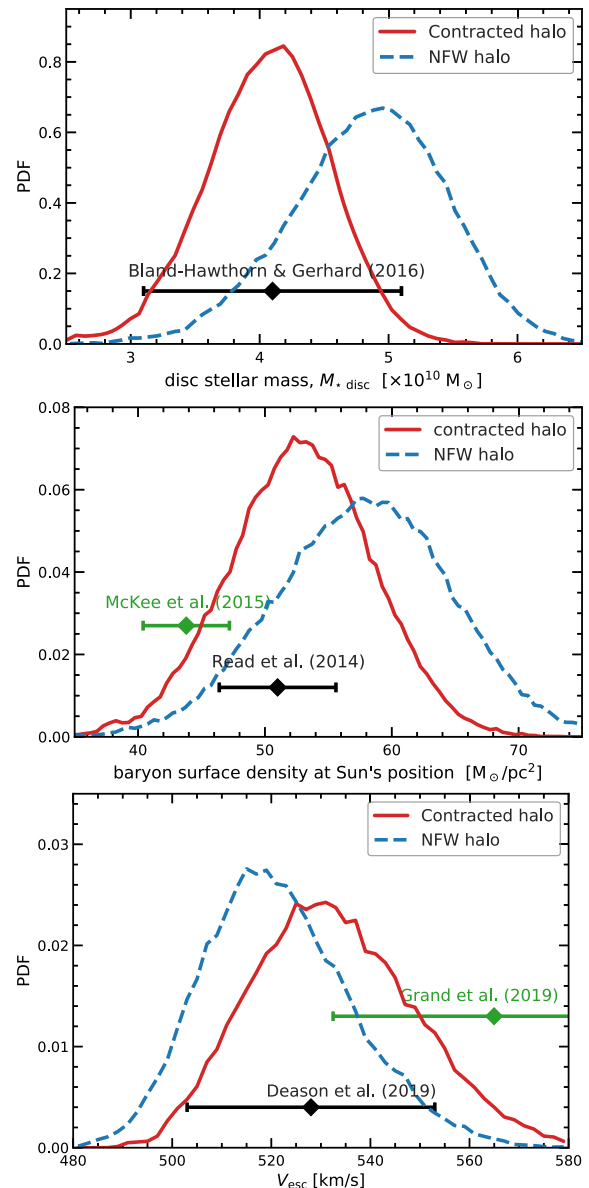 Contracted halo
NFW halo
0.8
0.6
PDF
0.4
Bland-Hawthorn & Gerhard (2016)
0.2
0.0
3 4 5 6
disc stellar mass, M⋆ disc [×10¹⁰ M⊙]
0.08
contracted halo
NFW halo
0.06
PDF
0.04
McKee et al. (2015)
0.02
Read et al. (2014)
0.00
40 50 60 70
baryon surface density at Sun's position [M⊙/pc²]
Contracted halo
NFW halo
0.03
0.02
PDF
Grand et al. (2019)
0.01
Deason et al. (2019)
0.00
480 500 520 540 560 580
Vesc [km/s]